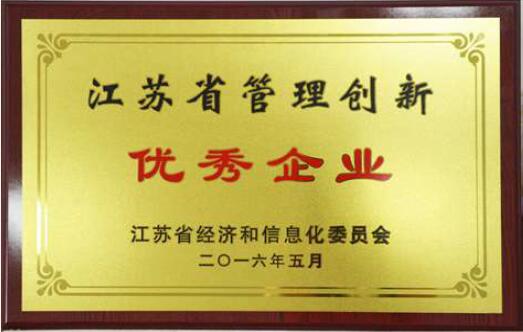 江苏省管理创新
优秀企业
江苏省经济和信息化委员会
二〇一六年五月